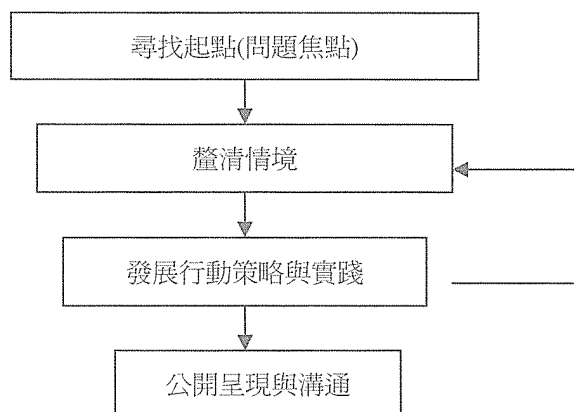 尋找起點(問題焦點)
釐清情境
發展行動策略與實踐
公開呈現與溝通